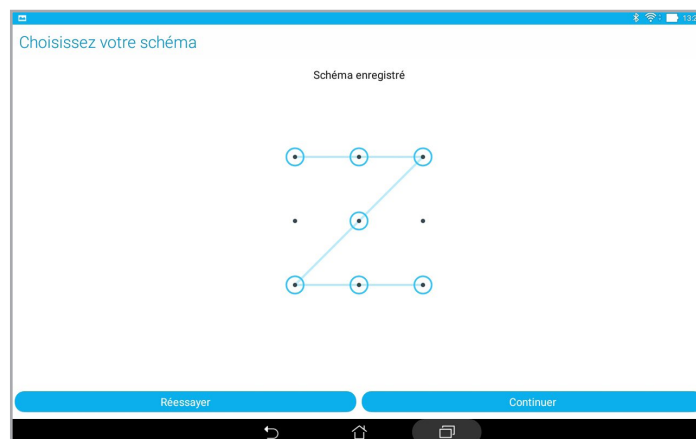 Choisissez votre schéma
Schéma enregistré
Réessayer
Continuer